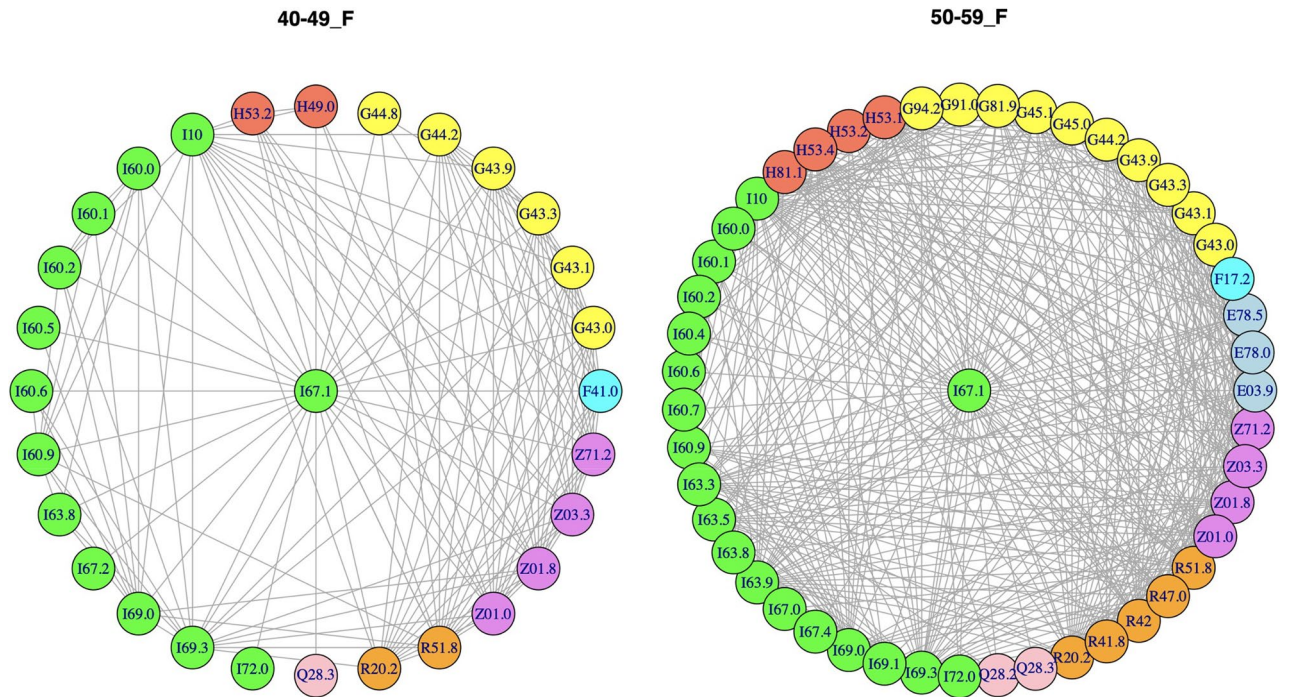 40-49_F
H49.0
H53.2
G44.8
I10
G44.2
I60.0
G43.9
I60.1
G43.3
I60.2
G43.1
I60.5
G43.0
I60.6
I67.1
F41.0
I60.9
Z71.2
I63.8
Z03.3
I67.2
Z01.8
I69.0
Z01.0
I69.3
R51.8
I72.0
Q28.3
R20.2
50-59_F
G94.2
G91.0
G81.9
G45.1
H53.1
G45.0
H53.2
G44.2
H53.4
G43.9
H81.1
G43.3
I10
G43.1
I60.0
G43.0
I60.1
F17.2
I60.2
E78.5
I60.4
E78.0
I60.6
I67.1
E03.9
I60.7
Z71.2
I60.9
Z03.3
I63.3
Z01.8
I63.5
Z01.0
I63.8
R51.8
I63.9
R47.0
I67.0
R42
I67.4
R41.8
I69.0
R20.2
I69.1
Q28.3
I69.3
I72.0
Q28.2